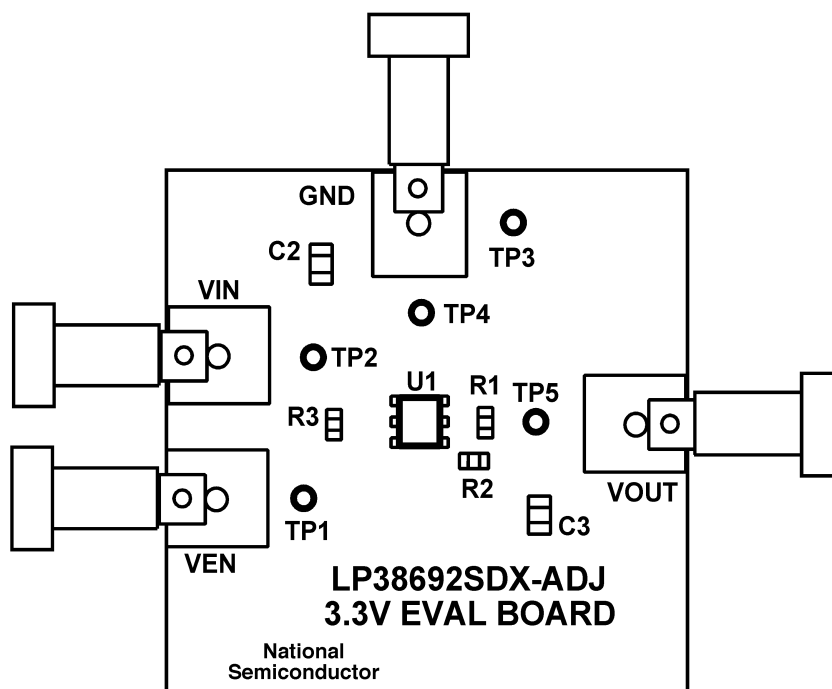 GND
TP3
C2
VIN
TP4
TP2
U1
R1
TP5
R3
R2
VOUT
TP1
C3
VEN
LP38692SDX-ADJ
3.3V EVAL BOARD
National
Semiconductor